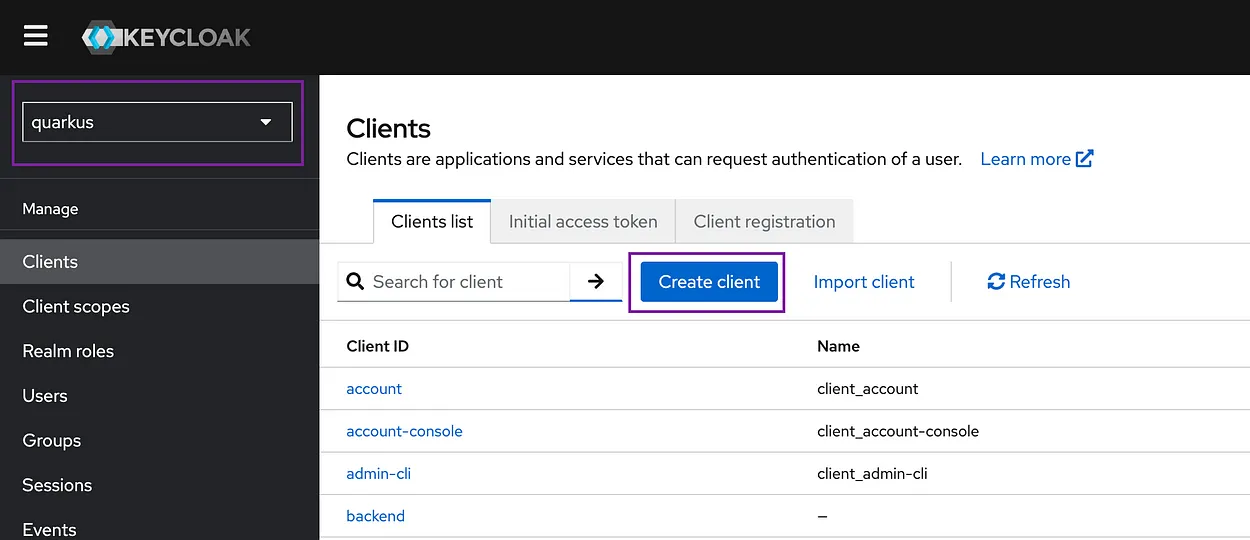 KEYCLOAK
quarkus
Manage
Clients
Client scopes
Realm roles
Users
Groups
Sessions
Events
Clients
Clients are applications and services that can request authentication of a user. Learn more
Clients list Initial access token Client registration
Search for client Create client Import client Refresh
Client ID Name
account client_account
account-console client_account-console
admin-cli client_admin-cli
backend –